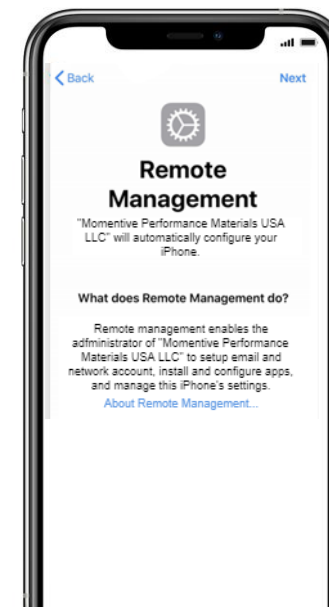 Back Next
Remote
Management
"Momentive Performance Materials USA
LLC" will automatically configure your
iPhone.
What does Remote Management do?
Remote management enables the
adfministrator of "Momentive Performance
Materials USA LLC" to setup email and
network account, install and configure apps,
and manage this iPhone's settings.
About Remote Management...